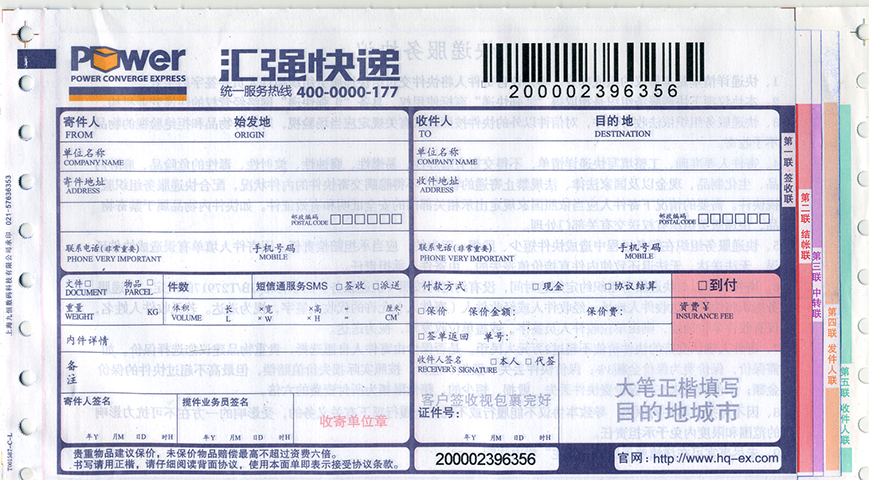 POWER
POWER CONVERGE EXPRESS
汇强快递
统一服务热线 400-0000-177
200002396356
寄件人 始发地
FROM ORIGIN
单位名称
COMPANY NAME
寄件地址
ADDRESS
邮政编码
POSTAL CODE
联系电话(非常重要) 手机号码
PHONE VERY IMPORTANT MOBILE
收件人 目的地
TO DESTINATION
单位名称
COMPANY NAME
收件地址
ADDRESS
邮政编码
POSTAL CODE
联系电话(非常重要) 手机号码
PHONE VERY IMPORTANT MOBILE
文件□ 物品□ 件数 短信通服务SMS □签收 □派送
DOCUMENT PARCEL
重量 KG 体积 长 ×宽 ×高 厘米³
WEIGHT VOLUME L ×W ×H = CM
内件详情
备注
寄件人签名 揽件业务员签名
收寄单位章
年Y 月M 日D 时H 年Y 月M 日D 时H
付款方式 □现金 □协议结算 □到付
□保价 保价金额: 保价费: 资费¥
INSURANCE FEE
□签单返回 单号:
收件人签名 □本人 □代签
RECEIVER'S SIGNATURE
客户签收视包裹完好
证件号:
年Y 月M 日D 时H
大笔正楷填写
目的地城市
贵重物品建议保价,未保价物品赔偿最高不超过资费六倍。
书写请用正楷,请仔细阅读背面协议,使用本面单即表示接受协议条款。
200002396356
官网:http://www.hq-ex.com
第一联 签收联
第二联 结帐联
第三联 中转联
第四联 发件人联
第五联 收件人联
上海九恒数码科技有限公司承印 021-57636353